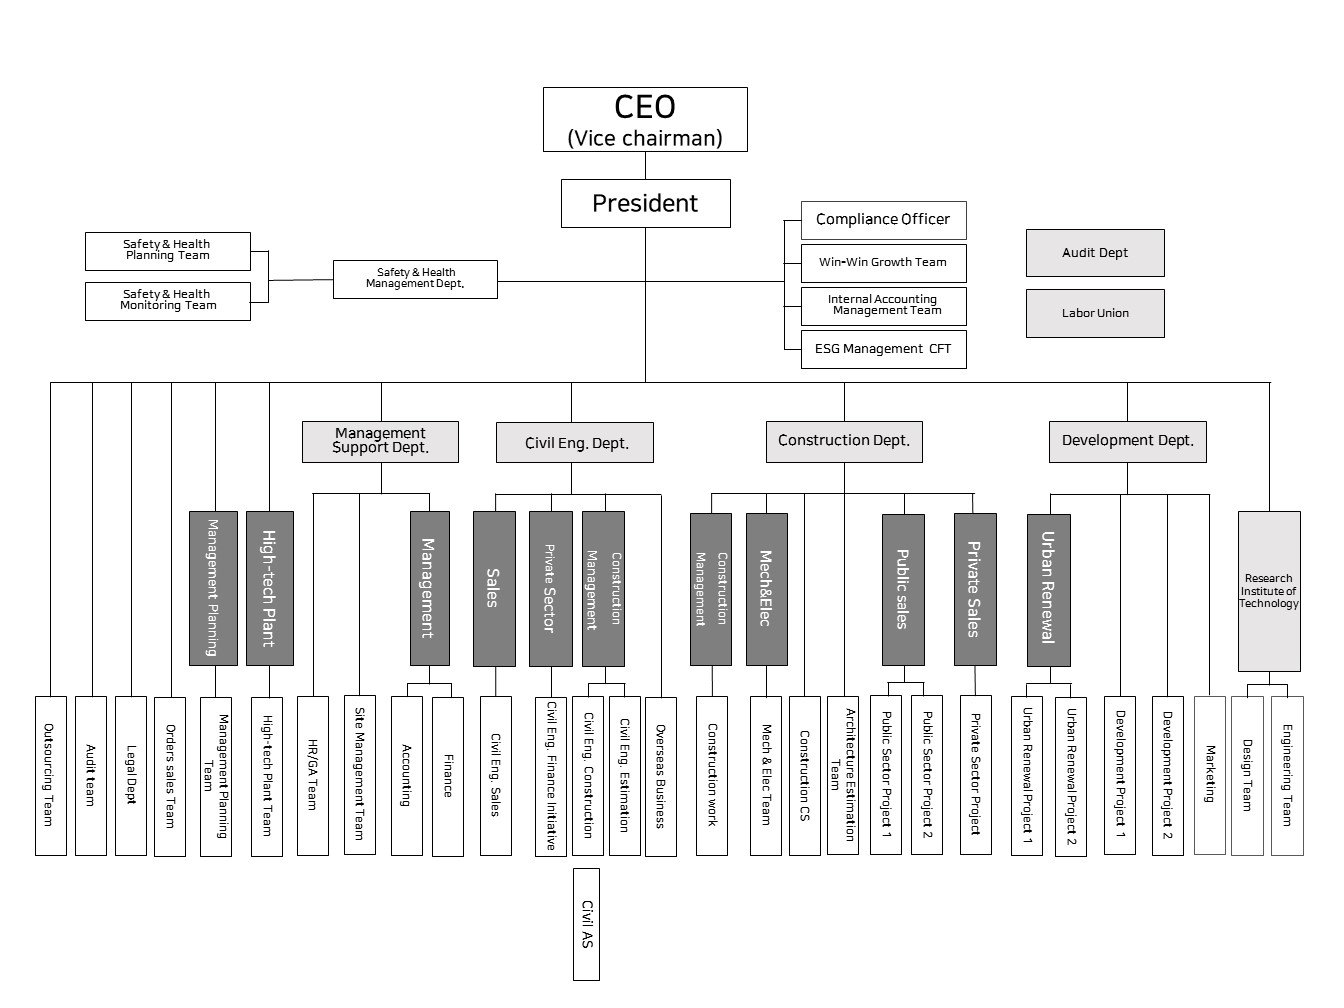 CEO
(Vice chairman)
President
Compliance Officer
Safety & Health
Planning Team
Audit Dept
Win-Win Growth Team
Safety & Health
Management Dept.
Safety & Health
Monitoring Team
Internal Accounting
Management Team
Labor Union
ESG Management CFT
Management
Support Dept.
Civil Eng. Dept.
Construction Dept.
Development Dept.
Management Planning
High-tech Plant
Management
Sales
Private Sector
Construction
Management
Construction
Management
Mech&Elec
Public sales
Private Sales
Urban Renewal
Research
Institute of
Technology
Outsourcing Team
Audit team
Legal Dept
Orders sales Team
Management Planning
Team
High-tech Plant Team
HR/GA Team
Site Management Team
Accounting
Finance
Civil Eng. Sales
Civil Eng. Finance Initiative
Civil Eng. Construction
Civil Eng. Estimation
Overseas Business
Construction work
Mech & Elec Team
Construction CS
Architecture Estimation
Team
Public Sector Project 1
Public Sector Project 2
Private Sector Project
Urban Renewal Project 1
Urban Renewal Project 2
Development Project 1
Development Project 2
Marketing
Design Team
Engineering Team
Civil AS